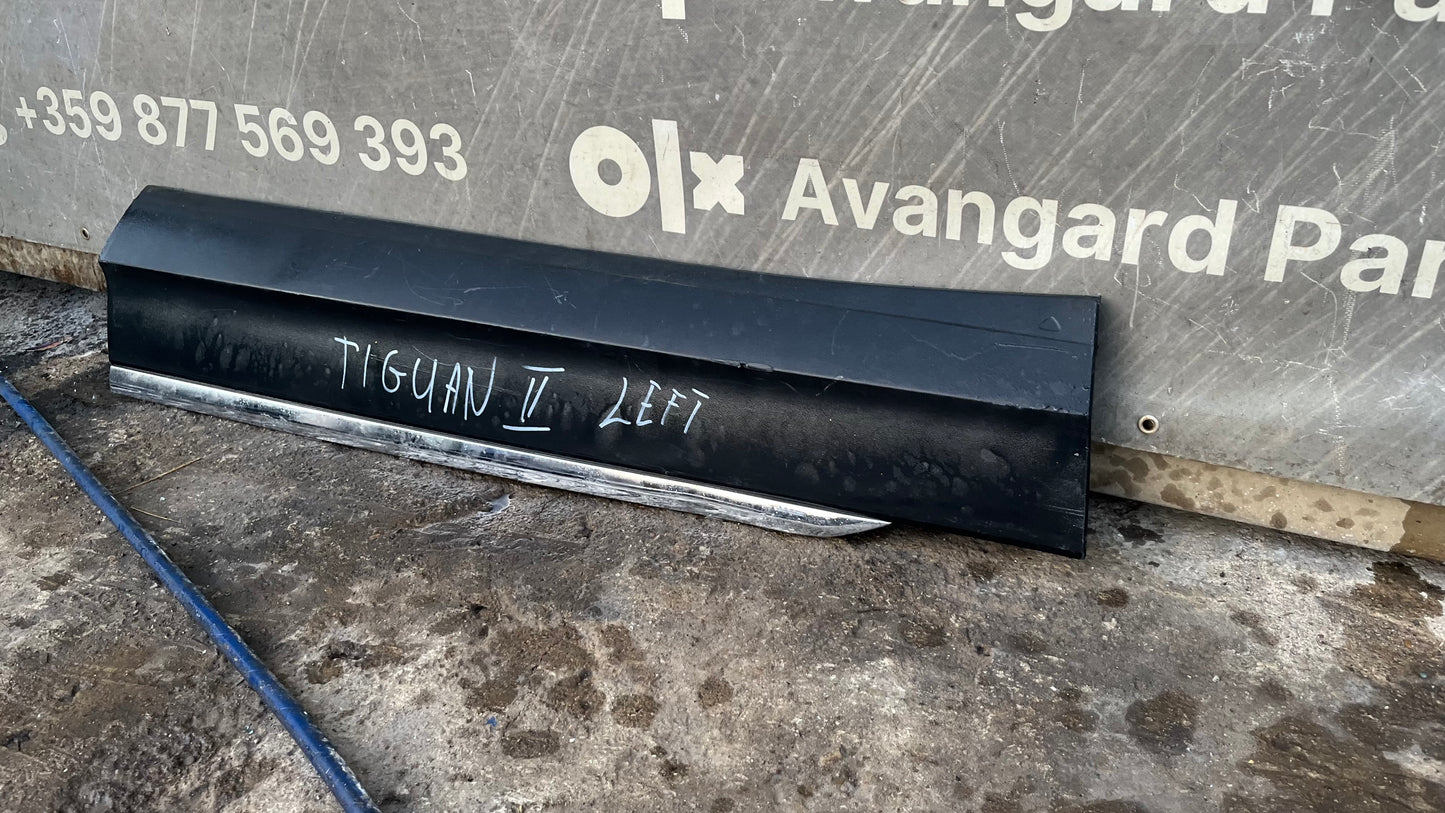 +359 877 569 393
olx Avangard Par
TIGUAN II LEFT